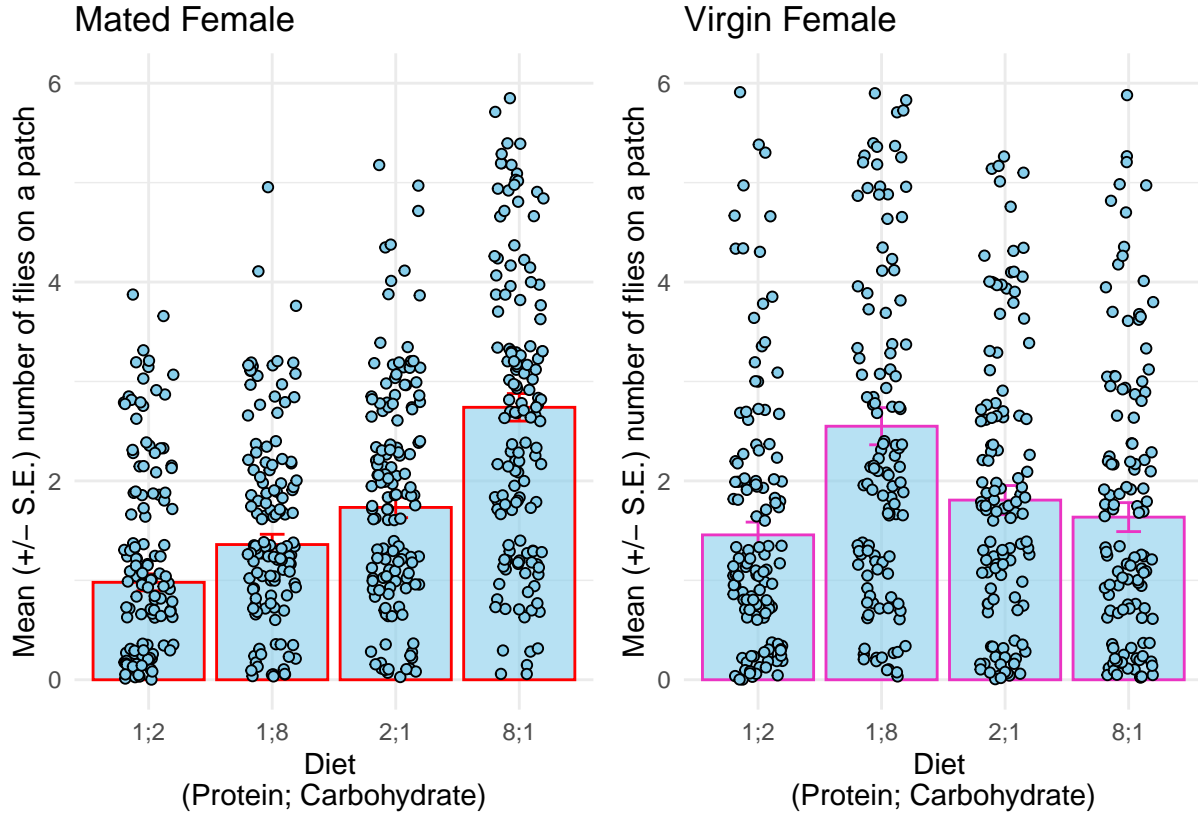 Mated Female
Mean (+/− S.E.) number of flies on a patch
6
4
2
0
1;2 1;8 2;1 8;1
Diet
(Protein; Carbohydrate)
Virgin Female
Mean (+/− S.E.) number of flies on a patch
6
4
2
0
1;2 1;8 2;1 8;1
Diet
(Protein; Carbohydrate)